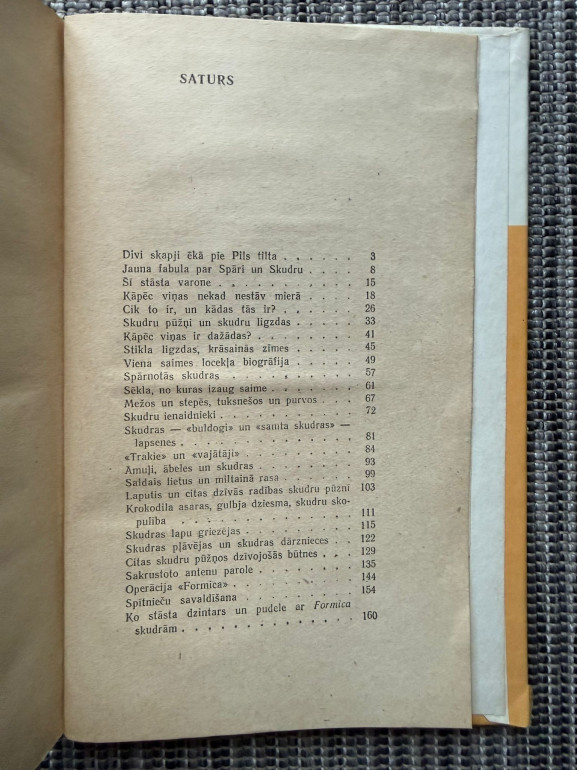 SATURS
Divi skapji ēkā pie Pils tilta . . . . . . 3
Jauna fabula par Spāri un Skudru . . . . 8
Šī stāsta varone . . . . . . . . . . 15
Kāpēc viņas nekad nestāv mierā . . . . 18
Cik to ir, un kādas tās ir? . . . . . . 26
Skudru pūžņi un skudru ligzdas . . . . . 33
Kāpēc viņas ir dažādas? . . . . . . . 41
Stikla ligzdas, krāsainās zīmes . . . . . 45
Viena saimes locekļa biogrāfija . . . . . 49
Spārnotās skudras . . . . . . . . . 57
Sēkla, no kuras izaug saime . . . . . . 61
Mežos un stepēs, tuksnešos un purvos . . . 67
Skudru ienaidnieki . . . . . . . . . 72
Skudras — «buldogi» un «samta skudras» —
lapsenes . . . . . . . . . . . 81
«Trakie» un «vajātāji» . . . . . . . . 84
Amuļi, ābeles un skudras . . . . . . . 93
Saldais lietus un miltainā rasa . . . . . 99
Laputis un citas dzīvās radības skudru pūznī 103
Krokodila asaras, gulbja dziesma, skudru sko-
pulība . . . . . . . . . . . . 111
Skudras lapu griezējas . . . . . . . . 115
Skudras pļāvējas un skudras dārznieces . . 122
Citas skudru pūžņos dzīvojošās būtnes . . . 129
Sakrustoto antenu parole . . . . . . . 135
Operācija «Formica» . . . . . . . . . 144
Spītnieču savaldīšana . . . . . . . . 154
Ko stāsta dzintars un pudele ar Formica
skudrām . . . . . . . . . . . . 160